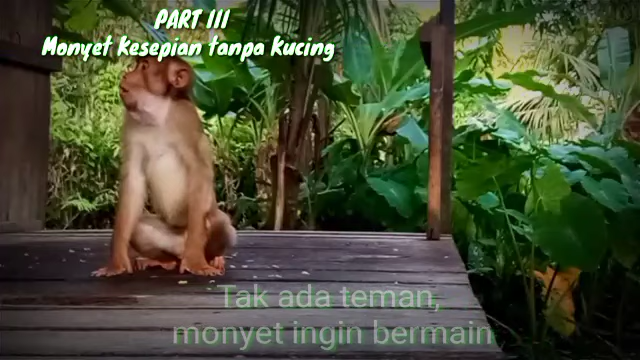 PART III
Monyet Kesepian tanpa Kucing
Tak ada teman,
monyet ingin bermain